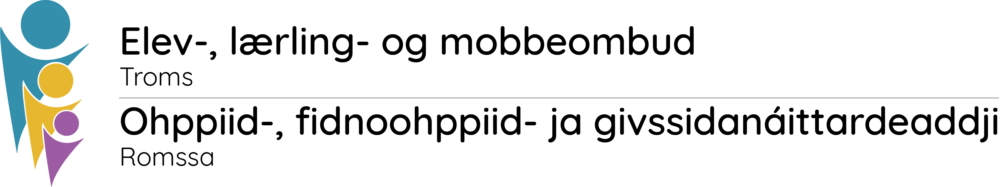 Elev-, lærling- og mobbeombud
Troms
Ohppiid-, fidnoohppiid- ja givssidanáittardeaddji
Romssa